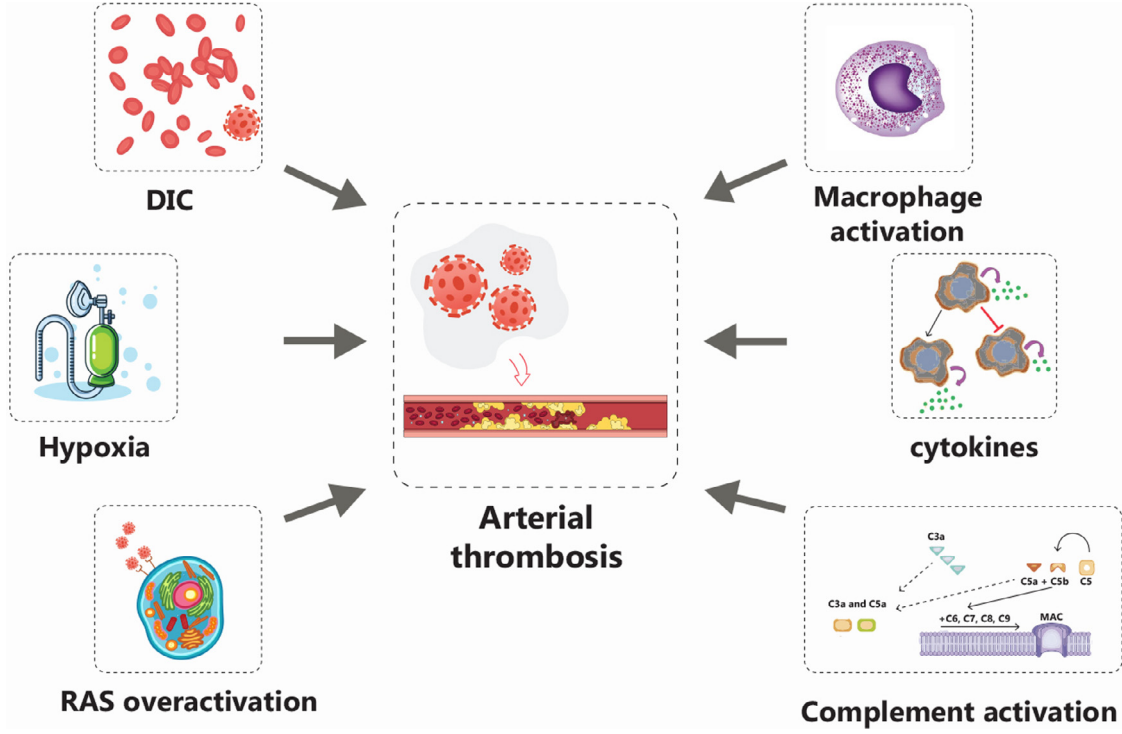 DIC
Macrophage
activation
Hypoxia
cytokines
Arterial
thrombosis
RAS overactivation
C3a
C5a + C5b
C5
C3a and C5a
+C6, C7, C8, C9
MAC
Complement activation